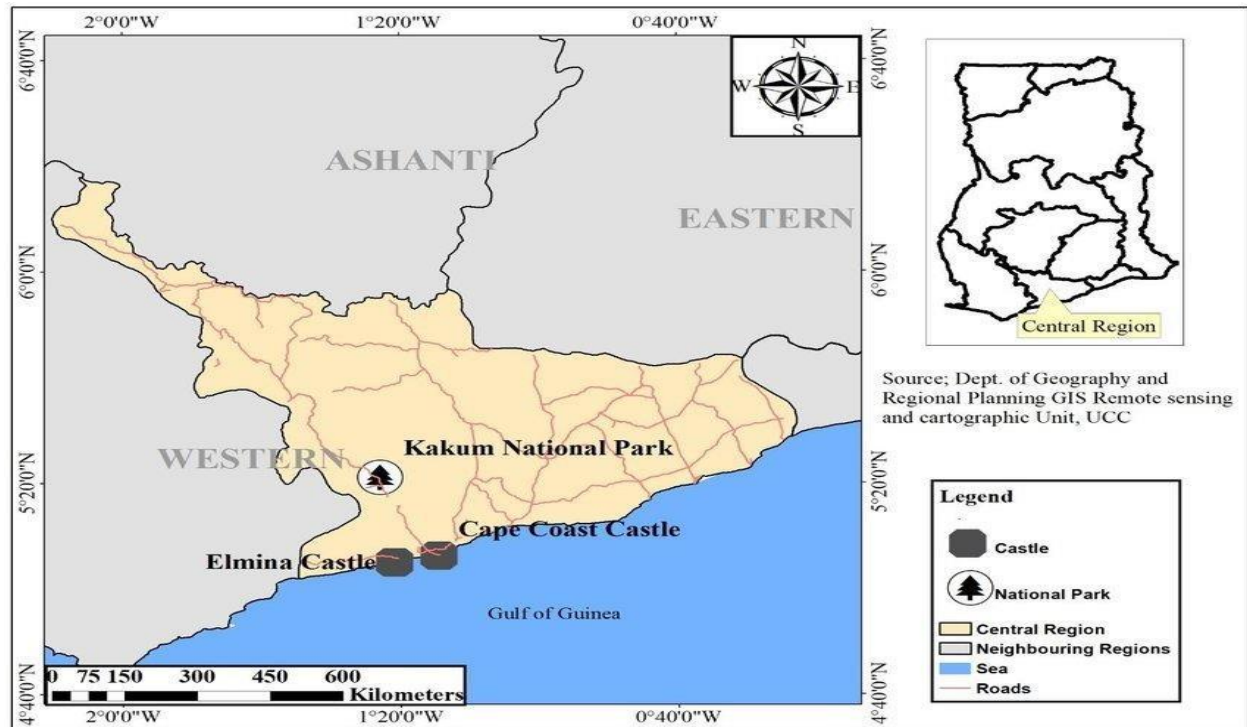 2°0'0"W
1°20'0"W
0°40'0"W
6°40'0"N
6°40'0"N
N
W
E
S
ASHANTI
EASTERN
6°0'0"N
6°0'0"N
Central Region
Source; Dept. of Geography and
Regional Planning GIS Remote sensing
and cartographic Unit, UCC
WESTERN
Kakum National Park
5°20'0"N
5°20'0"N
Cape Coast Castle
Elmina Castle
Gulf of Guinea
Legend
Castle
National Park
Central Region
Neighbouring Regions
Sea
Roads
0 75 150 300 450 600
Kilometers
4°40'0"N
4°40'0"N
2°0'0"W
1°20'0"W
0°40'0"W